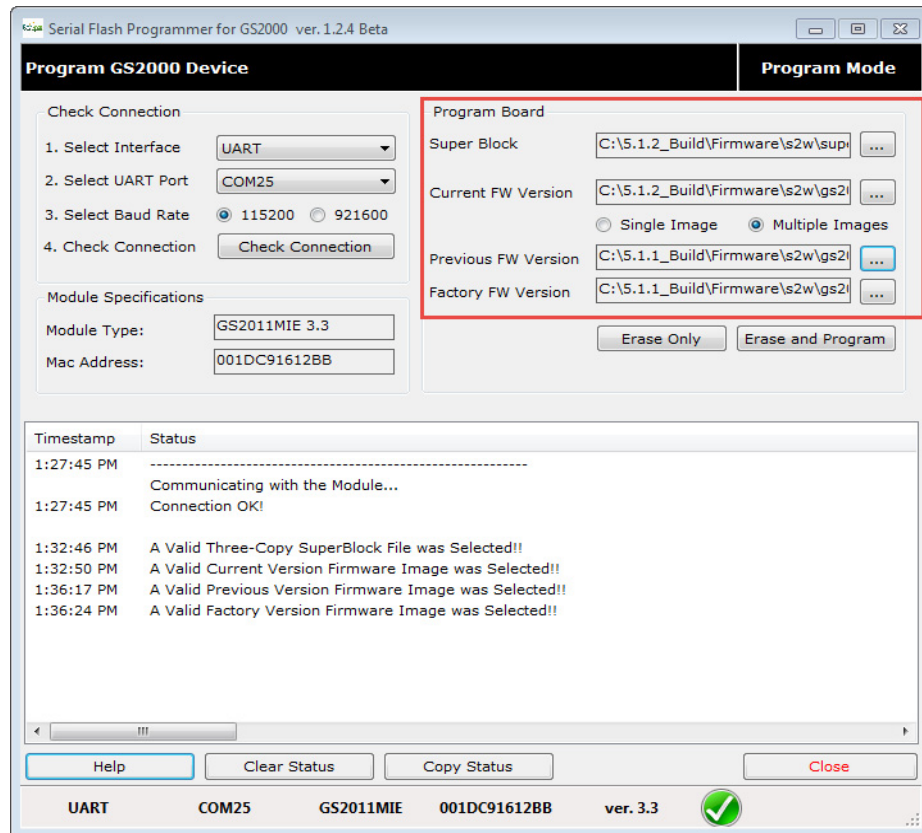 Serial Flash Programmer for GS2000 ver. 1.2.4 Beta
Program GS2000 Device
Program Mode
Check Connection
1. Select Interface
UART
2. Select UART Port
COM25
3. Select Baud Rate
115200
921600
4. Check Connection
Check Connection
Module Specifications
Module Type:
GS2011MIE 3.3
Mac Address:
001DC91612BB
Program Board
Super Block
C:\5.1.2_Build\Firmware\s2w\sup
...
Current FW Version
C:\5.1.2_Build\Firmware\s2w\gs2
...
Single Image
Multiple Images
Previous FW Version
C:\5.1.1_Build\Firmware\s2w\gs2
...
Factory FW Version
C:\5.1.1_Build\Firmware\s2w\gs2
...
Erase Only
Erase and Program
Timestamp Status
1:27:45 PM -----------------------------------------------------------
Communicating with the Module...
1:27:45 PM Connection OK!
1:32:46 PM A Valid Three-Copy SuperBlock File was Selected!!
1:32:50 PM A Valid Current Version Firmware Image was Selected!!
1:36:17 PM A Valid Previous Version Firmware Image was Selected!!
1:36:24 PM A Valid Factory Version Firmware Image was Selected!!
Help
Clear Status
Copy Status
Close
UART COM25 GS2011MIE 001DC91612BB ver. 3.3